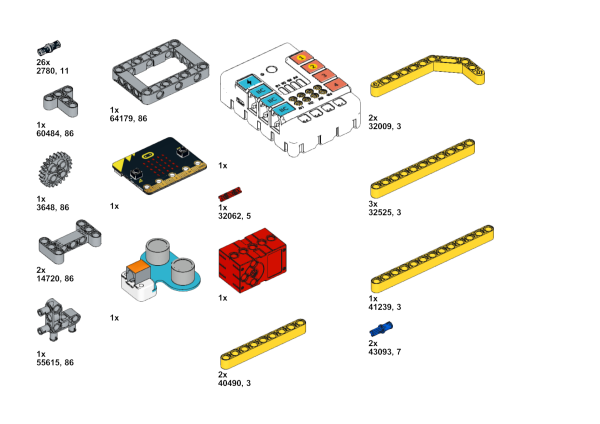 26x
2780, 11
1x
60484, 86
1x
3648, 86
2x
14720, 86
1x
55615, 86
1x
64179, 86
1x
1x
1x
1x
32062, 5
1x
2x
40490, 3
2x
32009, 3
3x
32525, 3
1x
41239, 3
2x
43093, 7